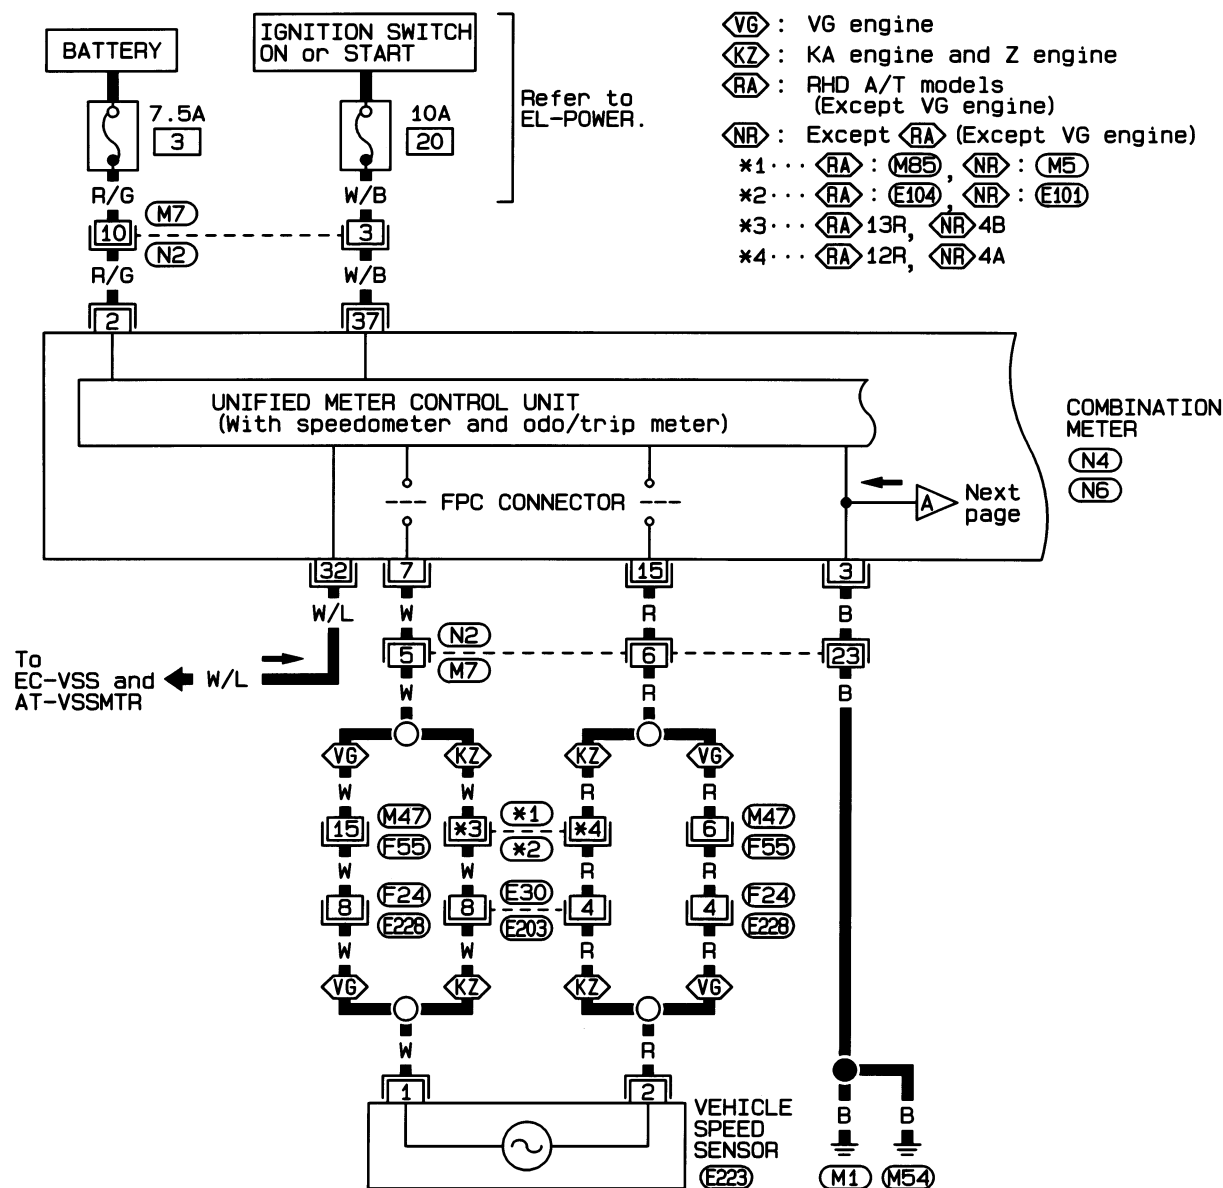 BATTERY
IGNITION SWITCH
ON or START
7.5A
3
10A
20
Refer to
EL-POWER.
VG : VG engine
KZ : KA engine and Z engine
RA : RHD A/T models
(Except VG engine)
NR : Except RA (Except VG engine)
*1··· RA : M85, NR : M5
*2··· RA : E104, NR : E101
*3··· RA 13R, NR 4B
*4··· RA 12R, NR 4A
R/G W/B
10 M7 3
N2
R/G W/B
2 37
UNIFIED METER CONTROL UNIT
(With speedometer and odo/trip meter)
COMBINATION
METER
N4
N6
FPC CONNECTOR
A Next
page
32 7 15 3
W/L W R B
5 N2 6 23
M7
To
EC-VSS and
AT-VSSMTR
W/L
W R B
VG KZ KZ VG
W W R R
15 M47 *3 *1 *4 6 M47
F55 *2 F55
W W R R
8 F24 8 E30 4 4 F24
E228 E203 E228
W W R R
VG KZ KZ VG
W R
1 2
VEHICLE
SPEED
SENSOR
E223
B B
M1 M54